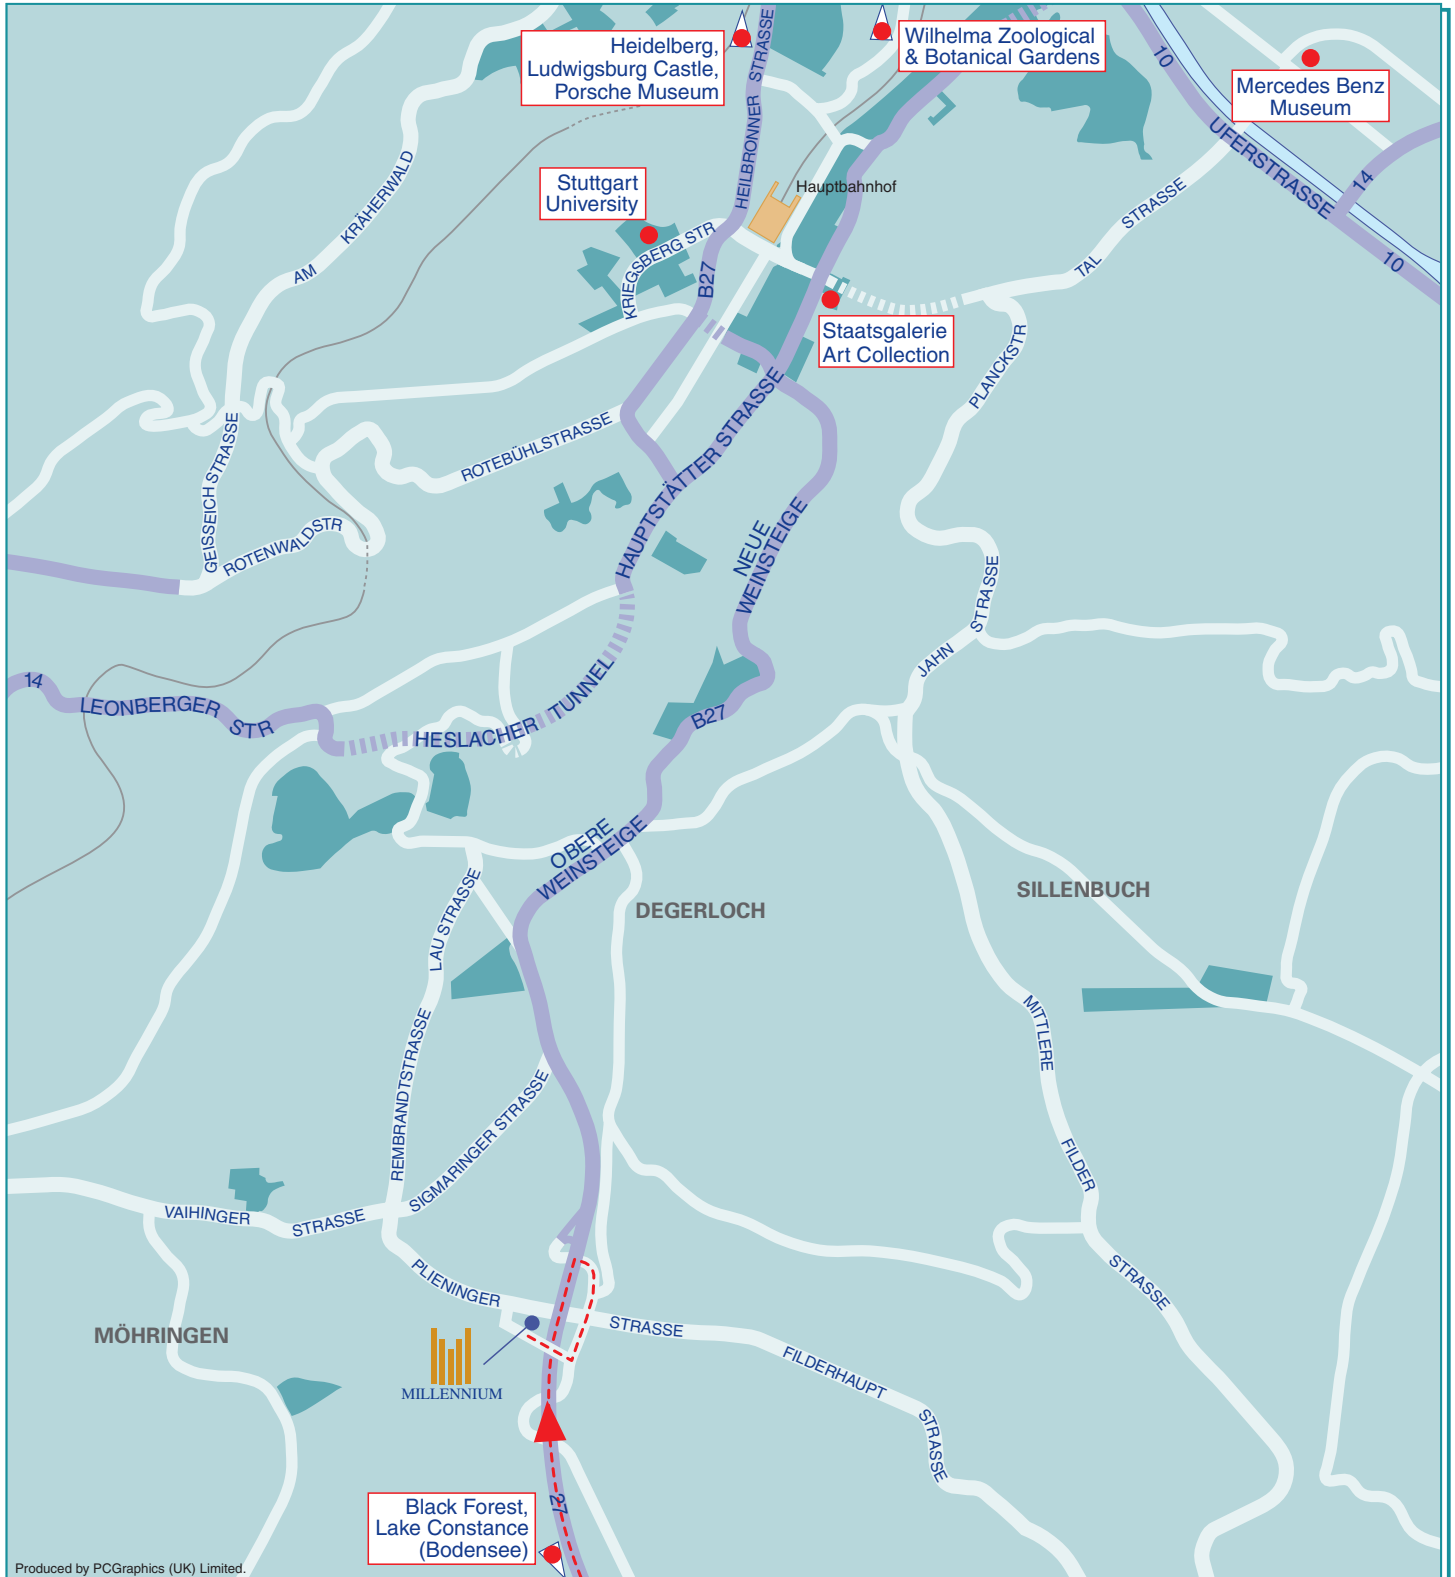 Heidelberg,
Ludwigsburg Castle,
Porsche Museum
HEILBRONNER STRASSE
Wilhelma Zoological
& Botanical Gardens
10
Mercedes Benz
Museum
UFERSTRASSE
14
10
AM KRÄHERWALD
Stuttgart
University
Hauptbahnhof
KRIEGSBERG STR
B27
TAL STRASSE
Staatsgalerie
Art Collection
PLANCKSTR
GEISSEICH STRASSE
ROTEBÜHLSTRASSE
HAUPTSTÄTTER STRASSE
ROTENWALDSTR
NEUE
WEINSTEIGE
JAHN STRASSE
14
LEONBERGER STR
HESLACHER TUNNEL
B27
OBERE
WEINSTEIGE
DEGERLOCH
SILLENBUCH
LAU STRASSE
REMBRANDTSTRASSE
SIGMARINGER STRASSE
MITTLERE FILDER STRASSE
VAIHINGER STRASSE
PLIENINGER STRASSE
MÖHRINGEN
MILLENNIUM
FILDERHAUPT STRASSE
27
Black Forest,
Lake Constance
(Bodensee)
Produced by PCGraphics (UK) Limited.